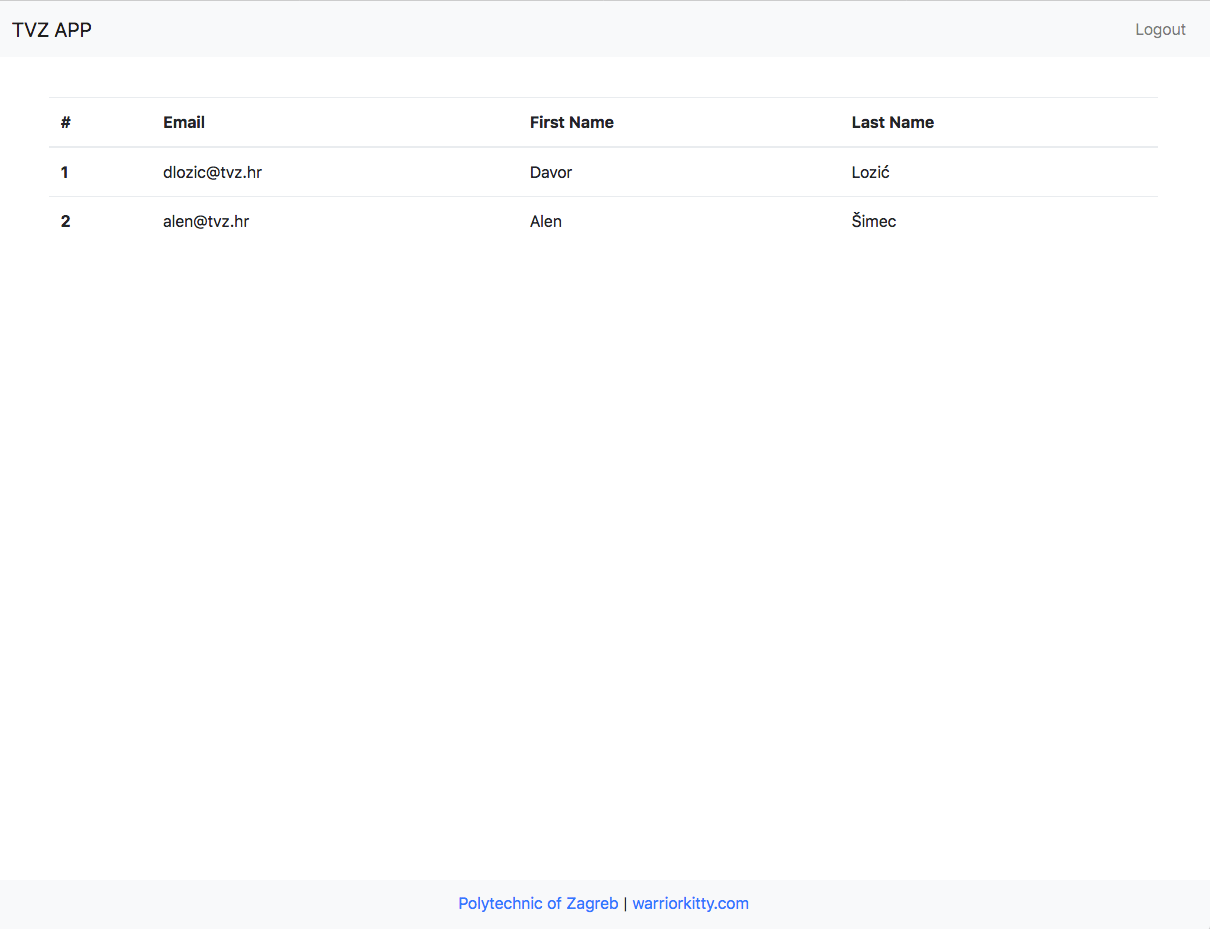 TVZ APP Logout
# Email First Name Last Name
1 dlozic@tvz.hr Davor Lozić
2 alen@tvz.hr Alen Šimec
Polytechnic of Zagreb | warriorkitty.com